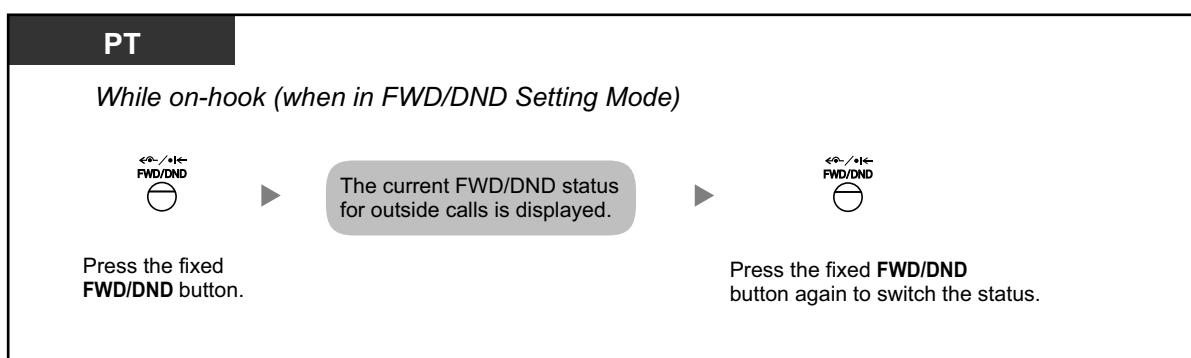 PT
While on-hook (when in FWD/DND Setting Mode)
FWD/DND
The current FWD/DND status
for outside calls is displayed.
FWD/DND
Press the fixed
FWD/DND button.
Press the fixed FWD/DND
button again to switch the status.